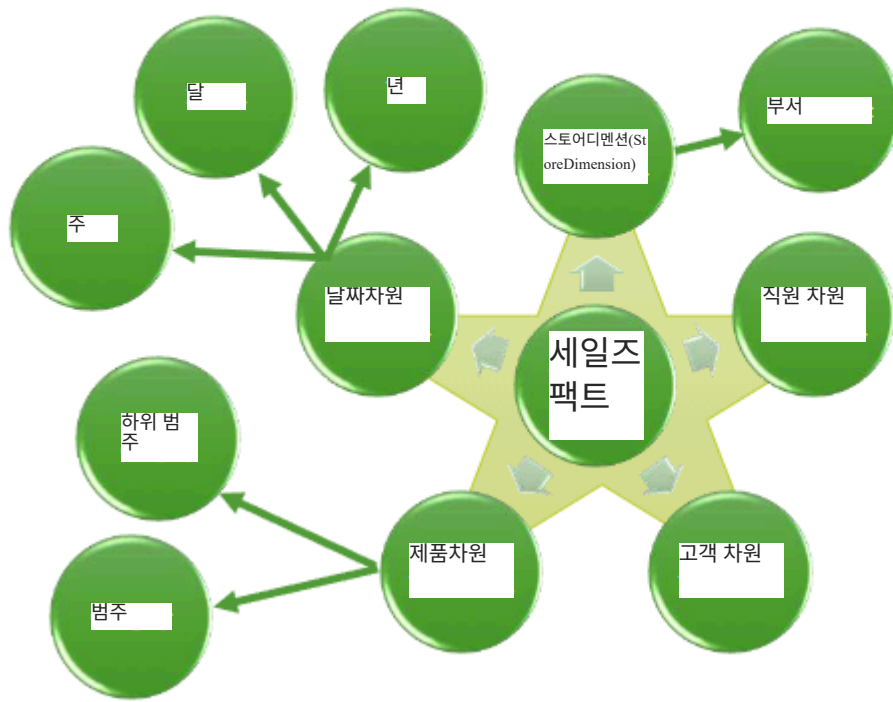 달
년
부서
스토어디멘션(St
oreDimension)
주
날짜차원
직원 차원
세일즈
팩트
하위 범
주
제품차원
고객 차원
범주